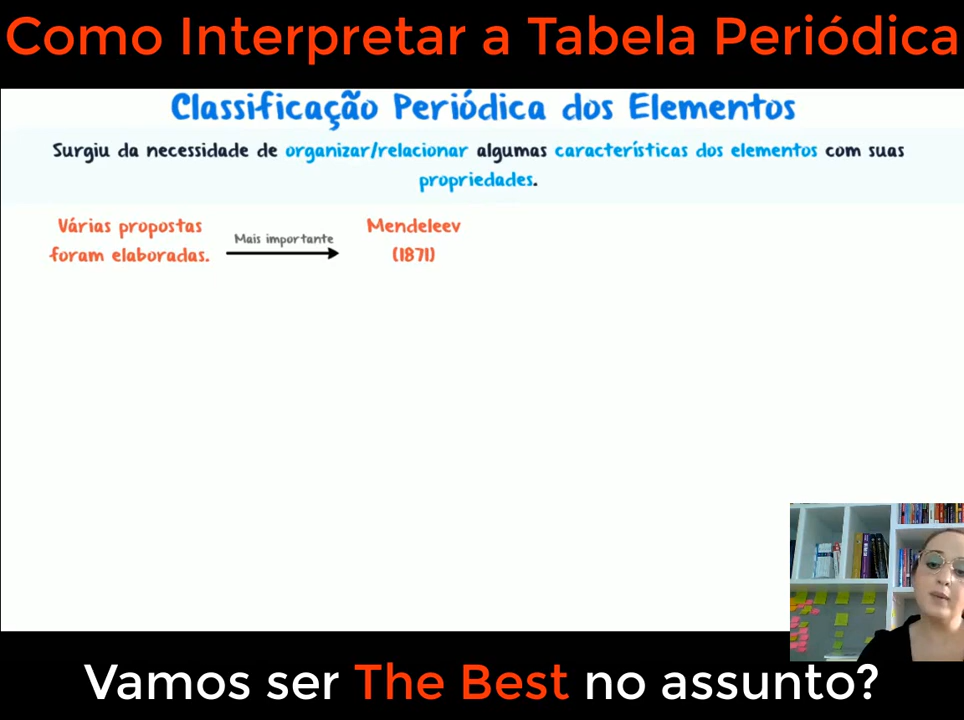 Como Interpretar a Tabela Periódica
Classificação Periódica dos Elementos
Surgiu da necessidade de organizar/relacionar algumas características dos elementos com suas
propriedades.
Várias propostas
foram elaboradas.
Mais importante
Mendeleev
(1871)
Vamos ser The Best no assunto?